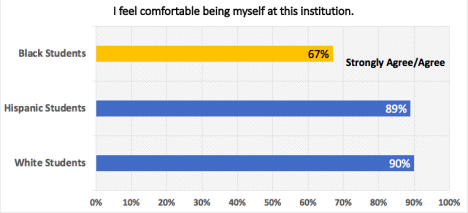 I feel comfortable being myself at this institution.
Black Students
67%
Strongly Agree/Agree
Hispanic Students
89%
White Students
90%
0% 10% 20% 30% 40% 50% 60% 70% 80% 90% 100%